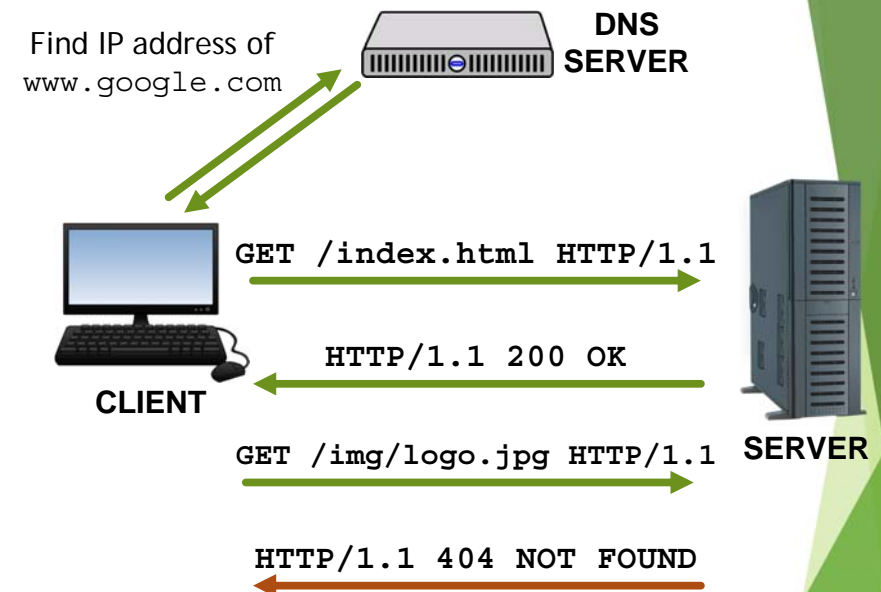 Find IP address of
www.google.com
DNS
SERVER
GET /index.html HTTP/1.1
HTTP/1.1 200 OK
CLIENT
GET /img/logo.jpg HTTP/1.1
SERVER
HTTP/1.1 404 NOT FOUND